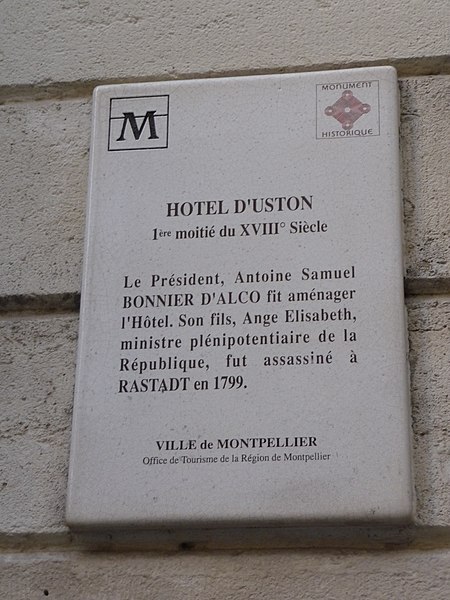 M
MONUMENT
HISTORIQUE
HOTEL D'USTON
1ère moitié du XVIII° Siècle
Le Président, Antoine Samuel
BONNIER D'ALCO fit aménager
l'Hôtel. Son fils, Ange Elisabeth,
ministre plénipotentiaire de la
République, fut assassiné à
RASTADT en 1799.
VILLE de MONTPELLIER
Office de Tourisme de la Région de Montpellier